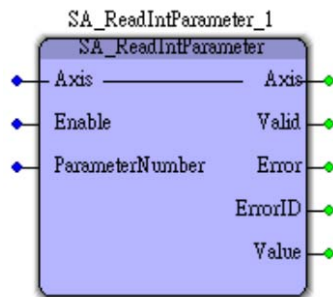 SA_ReadIntParameter_1
SA_ReadIntParameter
Axis Axis
Enable Valid
ParameterNumber Error
ErrorID
Value